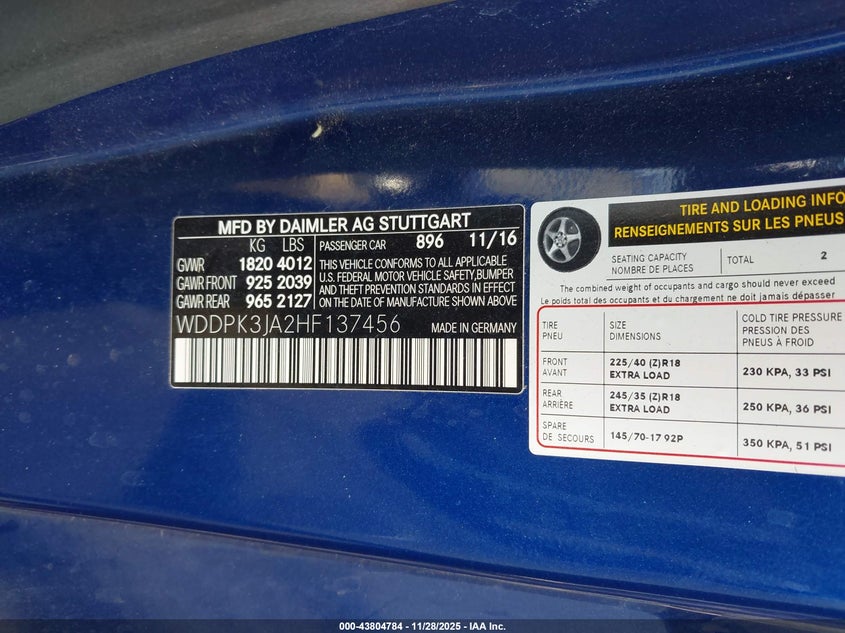 MFD BY DAIMLER AG STUTTGART
KG LBS PASSENGER CAR 896 11/16
GVWR 1820 4012
GAWR FRONT 925 2039
GAWR REAR 965 2127
THIS VEHICLE CONFORMS TO ALL APPLICABLE
U.S. FEDERAL MOTOR VEHICLE SAFETY,BUMPER
AND THEFT PREVENTION STANDARDS IN EFFECT
ON THE DATE OF MANUFACTURE SHOWN ABOVE.
WDDPK3JA2HF137456 MADE IN GERMANY
TIRE AND LOADING INFO
RENSEIGNEMENTS SUR LES PNEUS
SEATING CAPACITY
NOMBRE DE PLACES
TOTAL 2
The combined weight of occupants and cargo should never exceed
Le poids total des occupants et du chargement ne doit jamais dépasser
TIRE
PNEU
SIZE
DIMENSIONS
COLD TIRE PRESSURE
PRESSION DES
PNEUS À FROID
FRONT
AVANT
225/40 (Z)R18
EXTRA LOAD
230 KPA, 33 PSI
REAR
ARRIÈRE
245/35 (Z)R18
EXTRA LOAD
250 KPA, 36 PSI
SPARE
DE SECOURS
145/70-17 92P
350 KPA, 51 PSI
000-43804784 - 11/28/2025 - IAA Inc.